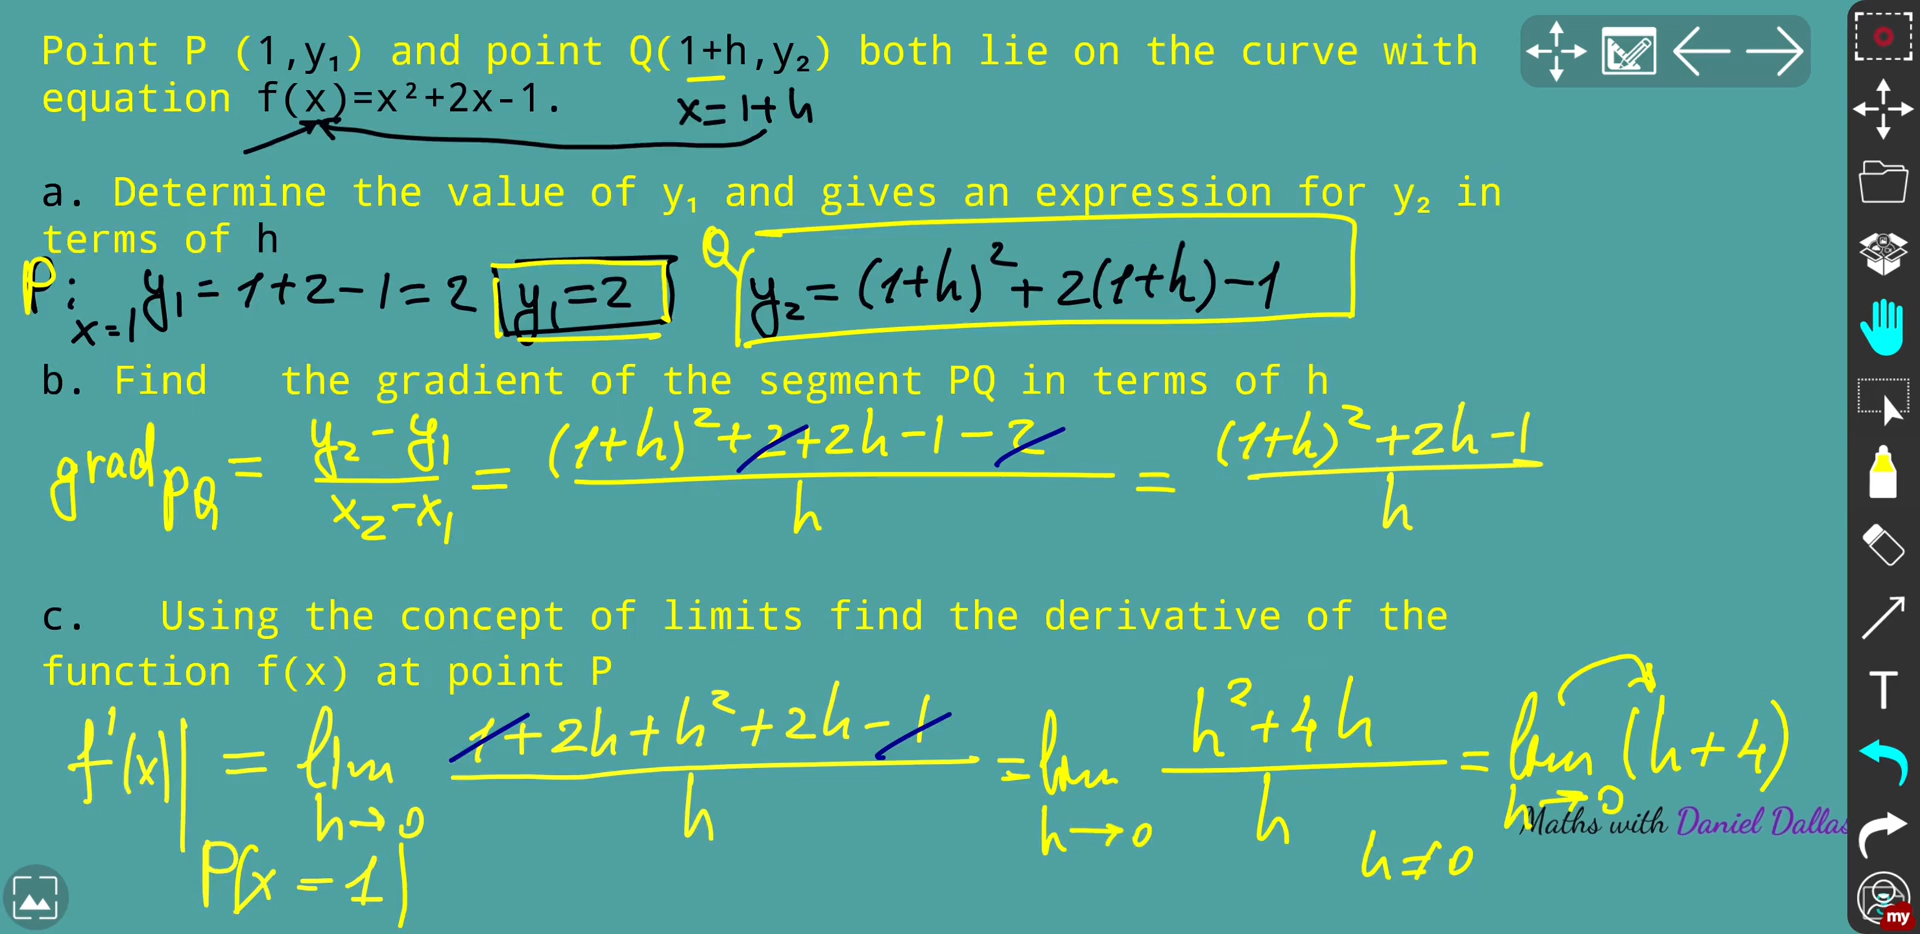 Point P (1,y₁) and point Q(1+h,y₂) both lie on the curve with
equation f(x)=x²+2x-1.
x=1+h
a. Determine the value of y₁ and gives an expression for y₂ in
terms of h
P: x=1 y₁=1+2-1=2 y₁=2 Q y₂=(1+h)²+2(1+h)-1
b. Find the gradient of the segment PQ in terms of h
grad PQ = (y₂-y₁)/(x₂-x₁) = ((1+h)²+2+2h-1-2)/h = ((1+h)²+2h-1)/h
c. Using the concept of limits find the derivative of the
function f(x) at point P
f'(x)| = lim h→0 (1+2h+h²+2h-1)/h = lim h→0 (h²+4h)/h = lim h→0 (h+4)
P(x=1) h≠0
Maths with Daniel Dallas
T
my